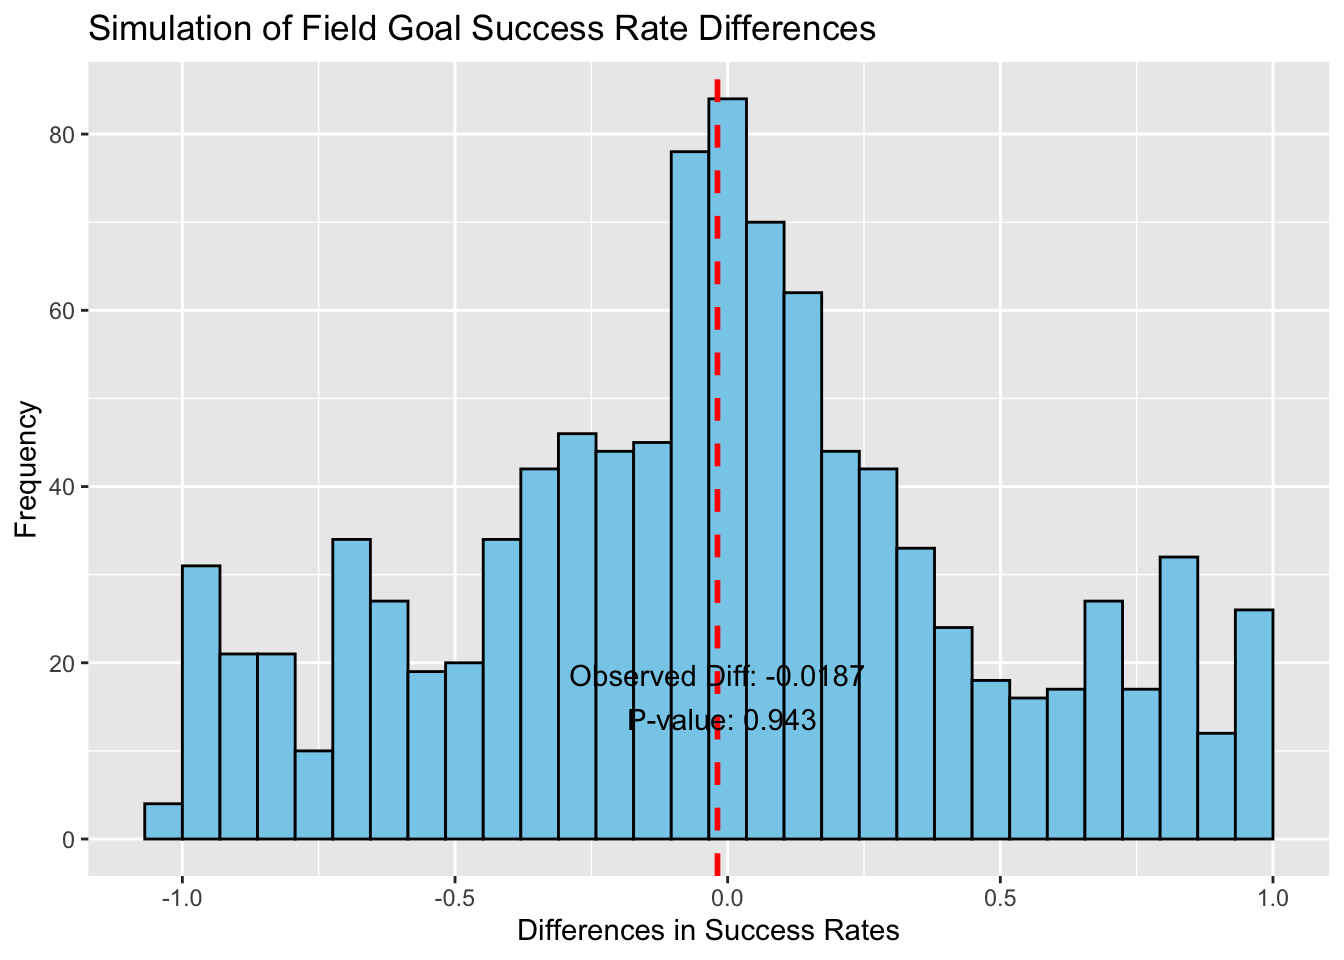 Simulation of Field Goal Success Rate Differences
Frequency
80
60
40
20
0
Observed Diff: -0.0187
P-value: 0.943
-1.0
-0.5
0.0
0.5
1.0
Differences in Success Rates